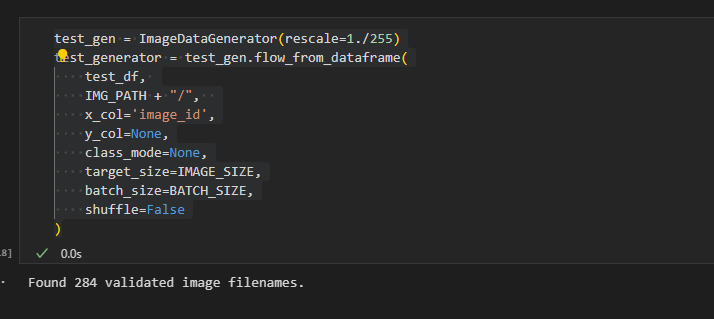 test_gen = ImageDataGenerator(rescale=1./255)
test_generator = test_gen.flow_from_dataframe(
    test_df,
    IMG_PATH + "/",
    x_col='image_id',
    y_col=None,
    class_mode=None,
    target_size=IMAGE_SIZE,
    batch_size=BATCH_SIZE,
    shuffle=False
)
8] 0.0s
Found 284 validated image filenames.